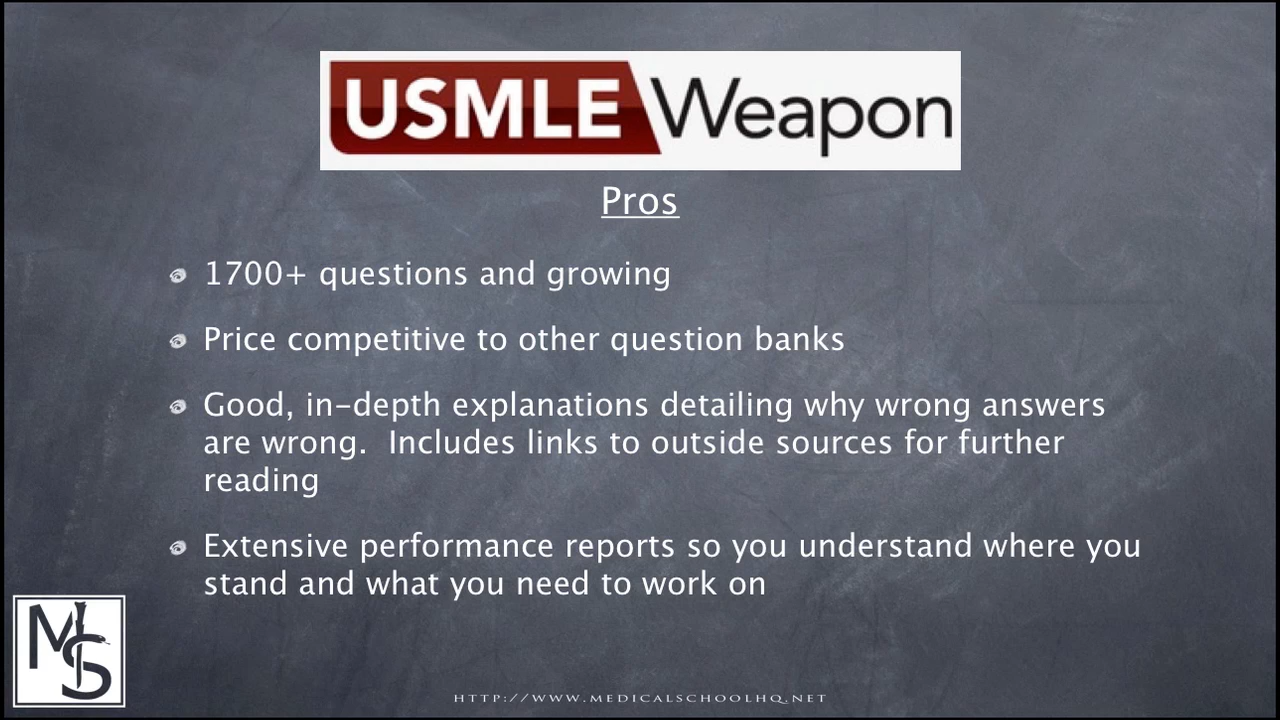 USMLE Weapon
Pros
1700+ questions and growing
Price competitive to other question banks
Good, in-depth explanations detailing why wrong answers
are wrong.  Includes links to outside sources for further
reading
Extensive performance reports so you understand where you
stand and what you need to work on
MS
HTTP://WWW.MEDICALSCHOOLHQ.NET